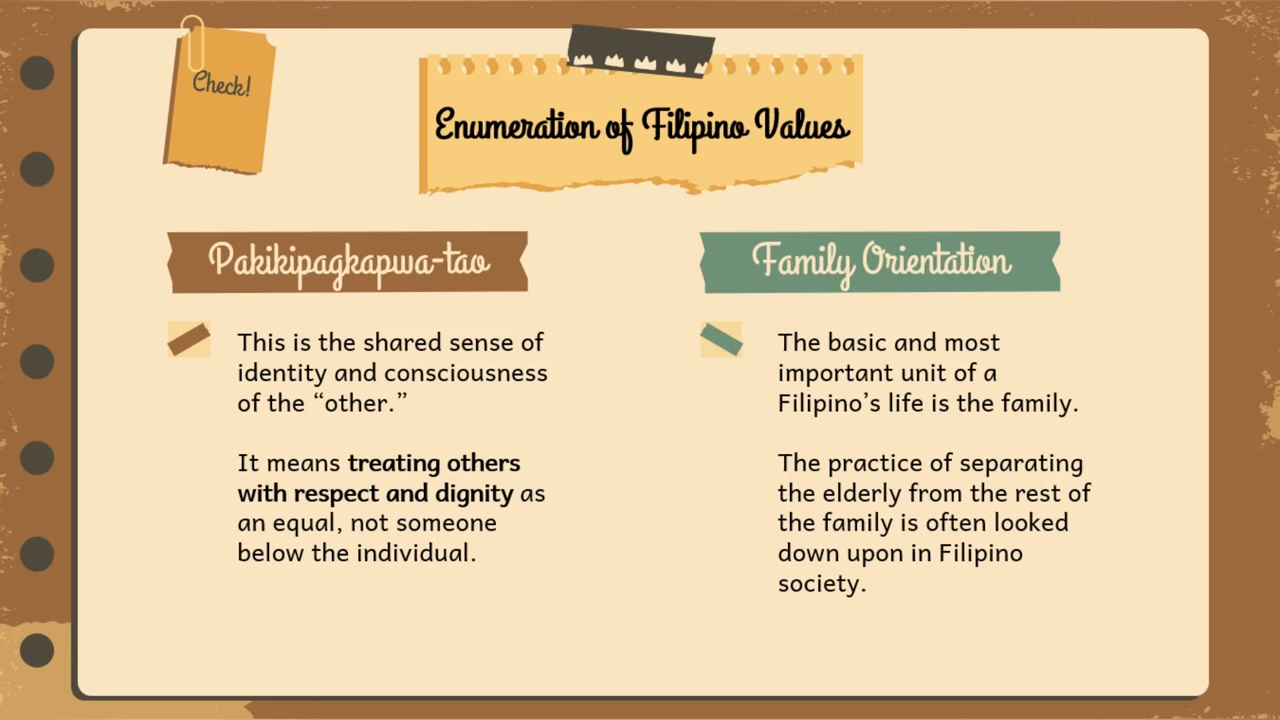 Check!
Enumeration of Filipino Values
Pakikipagkapwa-tao
This is the shared sense of
identity and consciousness
of the “other.”
It means treating others
with respect and dignity as
an equal, not someone
below the individual.
Family Orientation
The basic and most
important unit of a
Filipino’s life is the family.
The practice of separating
the elderly from the rest of
the family is often looked
down upon in Filipino
society.